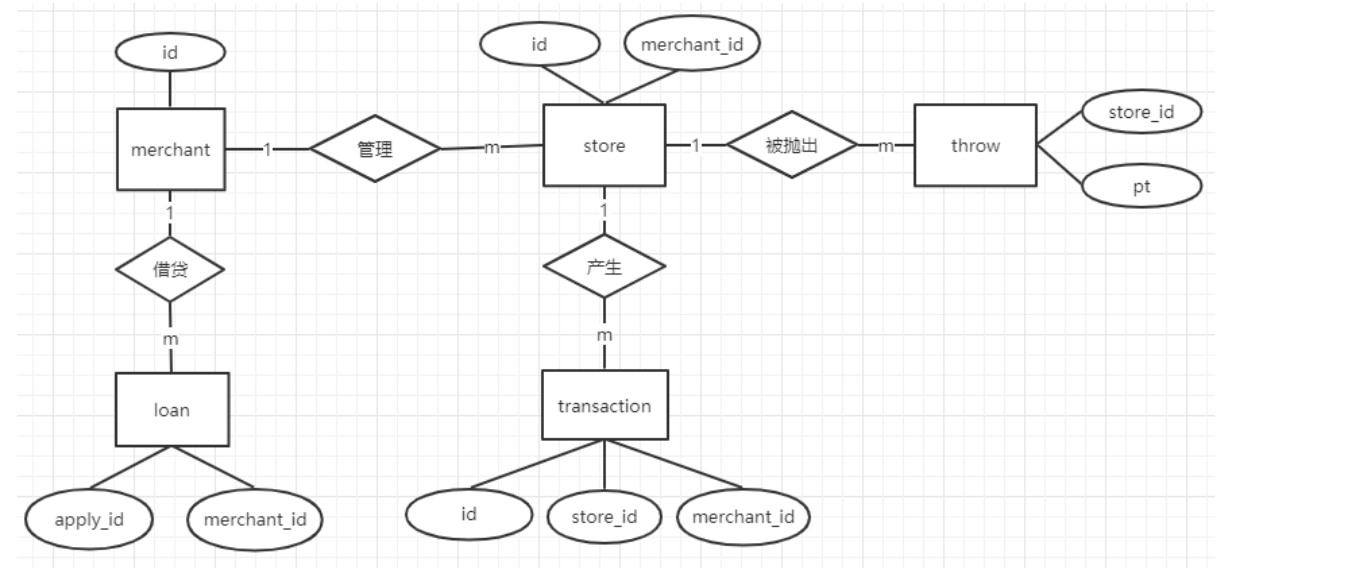 id
id
merchant_id
merchant
1
管理
m
store
1
被抛出
m
throw
store_id
pt
1
借贷
m
loan
apply_id
merchant_id
1
产生
m
transaction
id
store_id
merchant_id